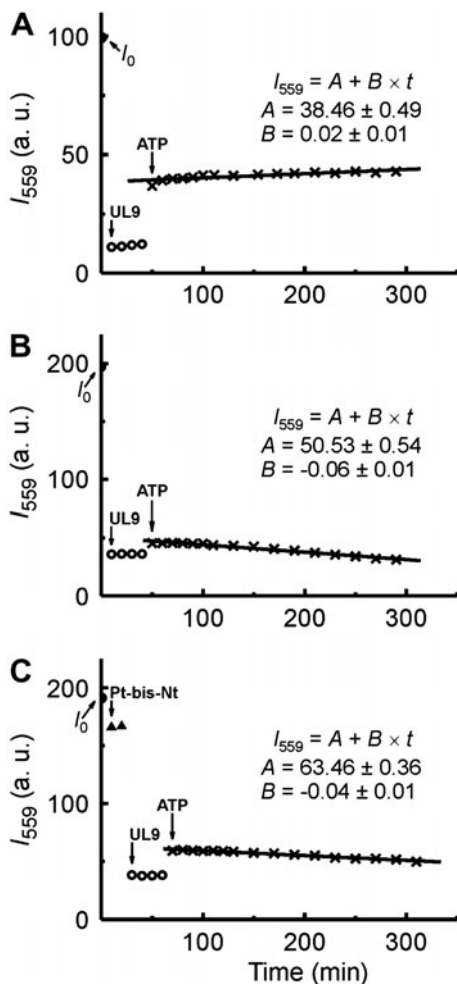 A
100
I₀
I₅₅₉ = A + B × t
A = 38.46 ± 0.49
B = 0.02 ± 0.01
ATP
50
UL9
0
I₅₅₉ (a. u.)
100 200 300
B
200
I₀
I₅₅₉ = A + B × t
A = 50.53 ± 0.54
B = -0.06 ± 0.01
100
ATP
UL9
0
I₅₅₉ (a. u.)
100 200 300
C
200
Pt-bis-Nt
I₀
I₅₅₉ = A + B × t
A = 63.46 ± 0.36
B = -0.04 ± 0.01
100
ATP
UL9
0
I₅₅₉ (a. u.)
100 200 300
Time (min)